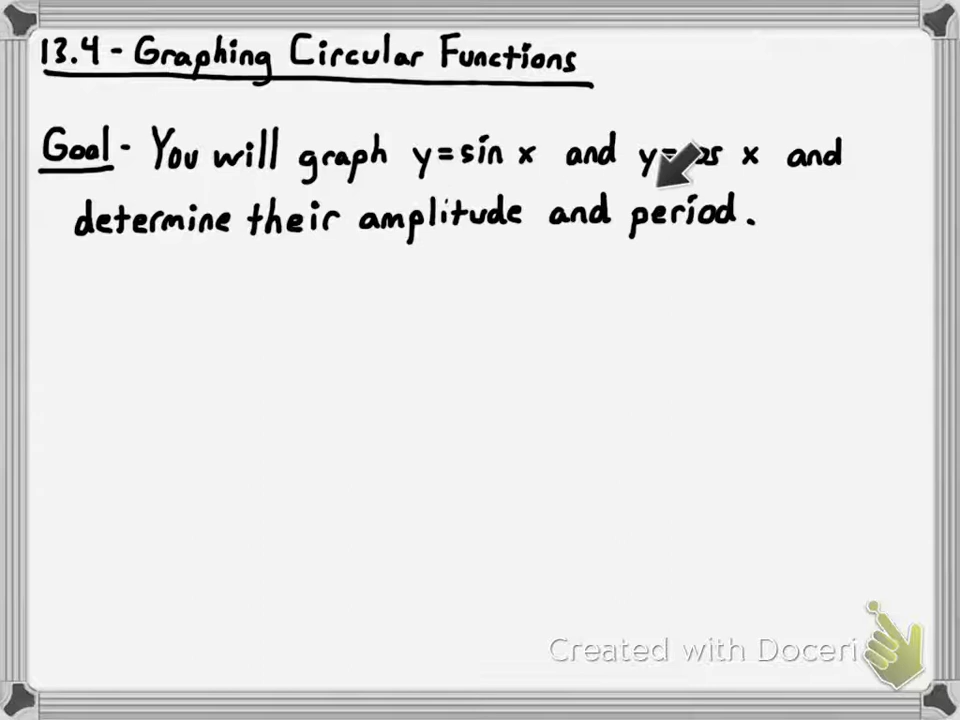 13.4 - Graphing Circular Functions
Goal - You will graph y=sin x and y= x and
determine their amplitude and period.
Created with Doceri